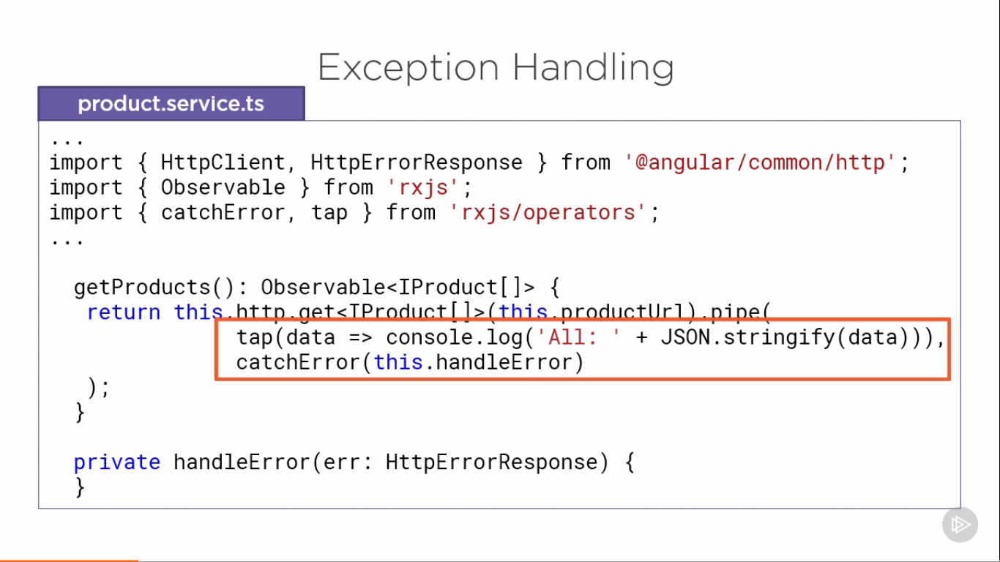 Exception Handling
product.service.ts
...
import { HttpClient, HttpErrorResponse } from '@angular/common/http';
import { Observable } from 'rxjs';
import { catchError, tap } from 'rxjs/operators';
...
getProducts(): Observable<IProduct[]> {
return this.http.get<IProduct[]>(this.productUrl).pipe(
tap(data => console.log('All: ' + JSON.stringify(data))),
catchError(this.handleError)
);
}
private handleError(err: HttpErrorResponse) {
}